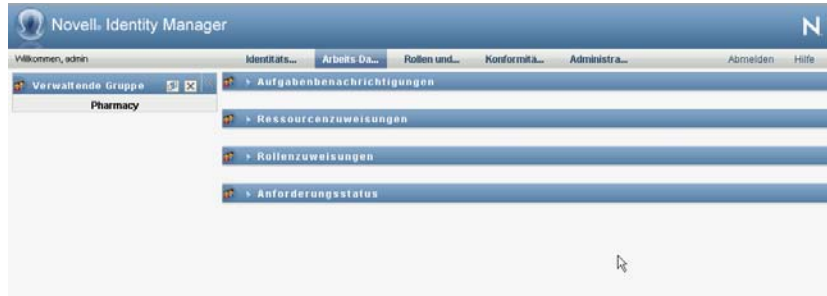 Novell® Identity Manager
N
Willkommen, admin
Identitäts... Arbeits Da... Rollen und... Konformitä... Administra... Abmelden Hilfe
Verwaltende Gruppe
Pharmacy
Aufgabenbenachrichtigungen
Ressourcenzuweisungen
Rollenzuweisungen
Anforderungsstatus